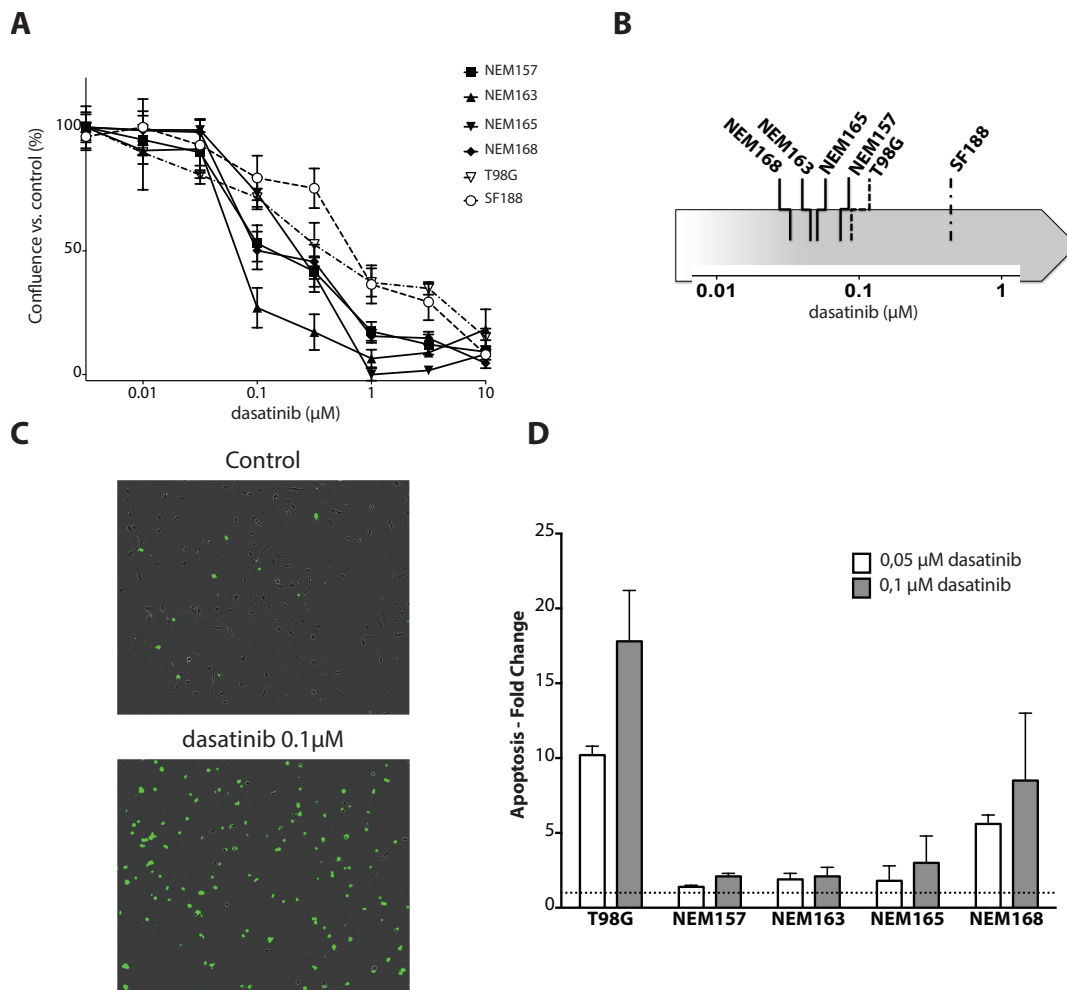 A
Confluence vs. control (%)
100
50
0
0.01
0.1
1
10
dasatinib (µM)
NEM157
NEM163
NEM165
NEM168
T98G
SF188
B
NEM168
NEM163
NEM165
NEM157
T98G
SF188
0.01
0.1
1
dasatinib (µM)
C
Control
dasatinib 0.1µM
D
Apoptosis - Fold Change
25
20
15
10
5
0
0,05 µM dasatinib
0,1 µM dasatinib
T98G
NEM157
NEM163
NEM165
NEM168